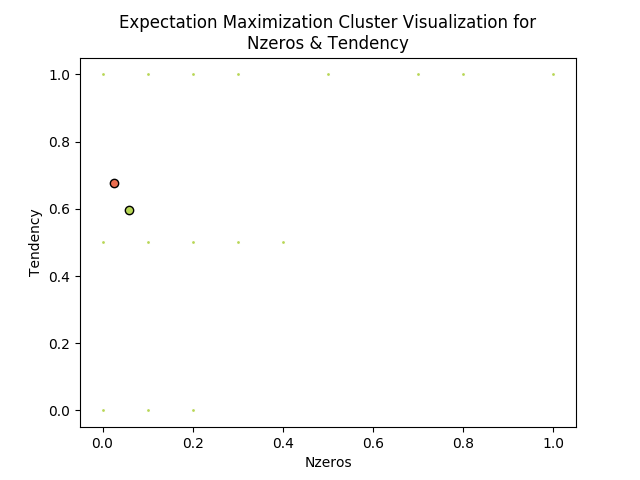 Expectation Maximization Cluster Visualization for
Nzeros & Tendency
1.0
0.8
0.6
0.4
0.2
0.0
Tendency
0.0 0.2 0.4 0.6 0.8 1.0
Nzeros